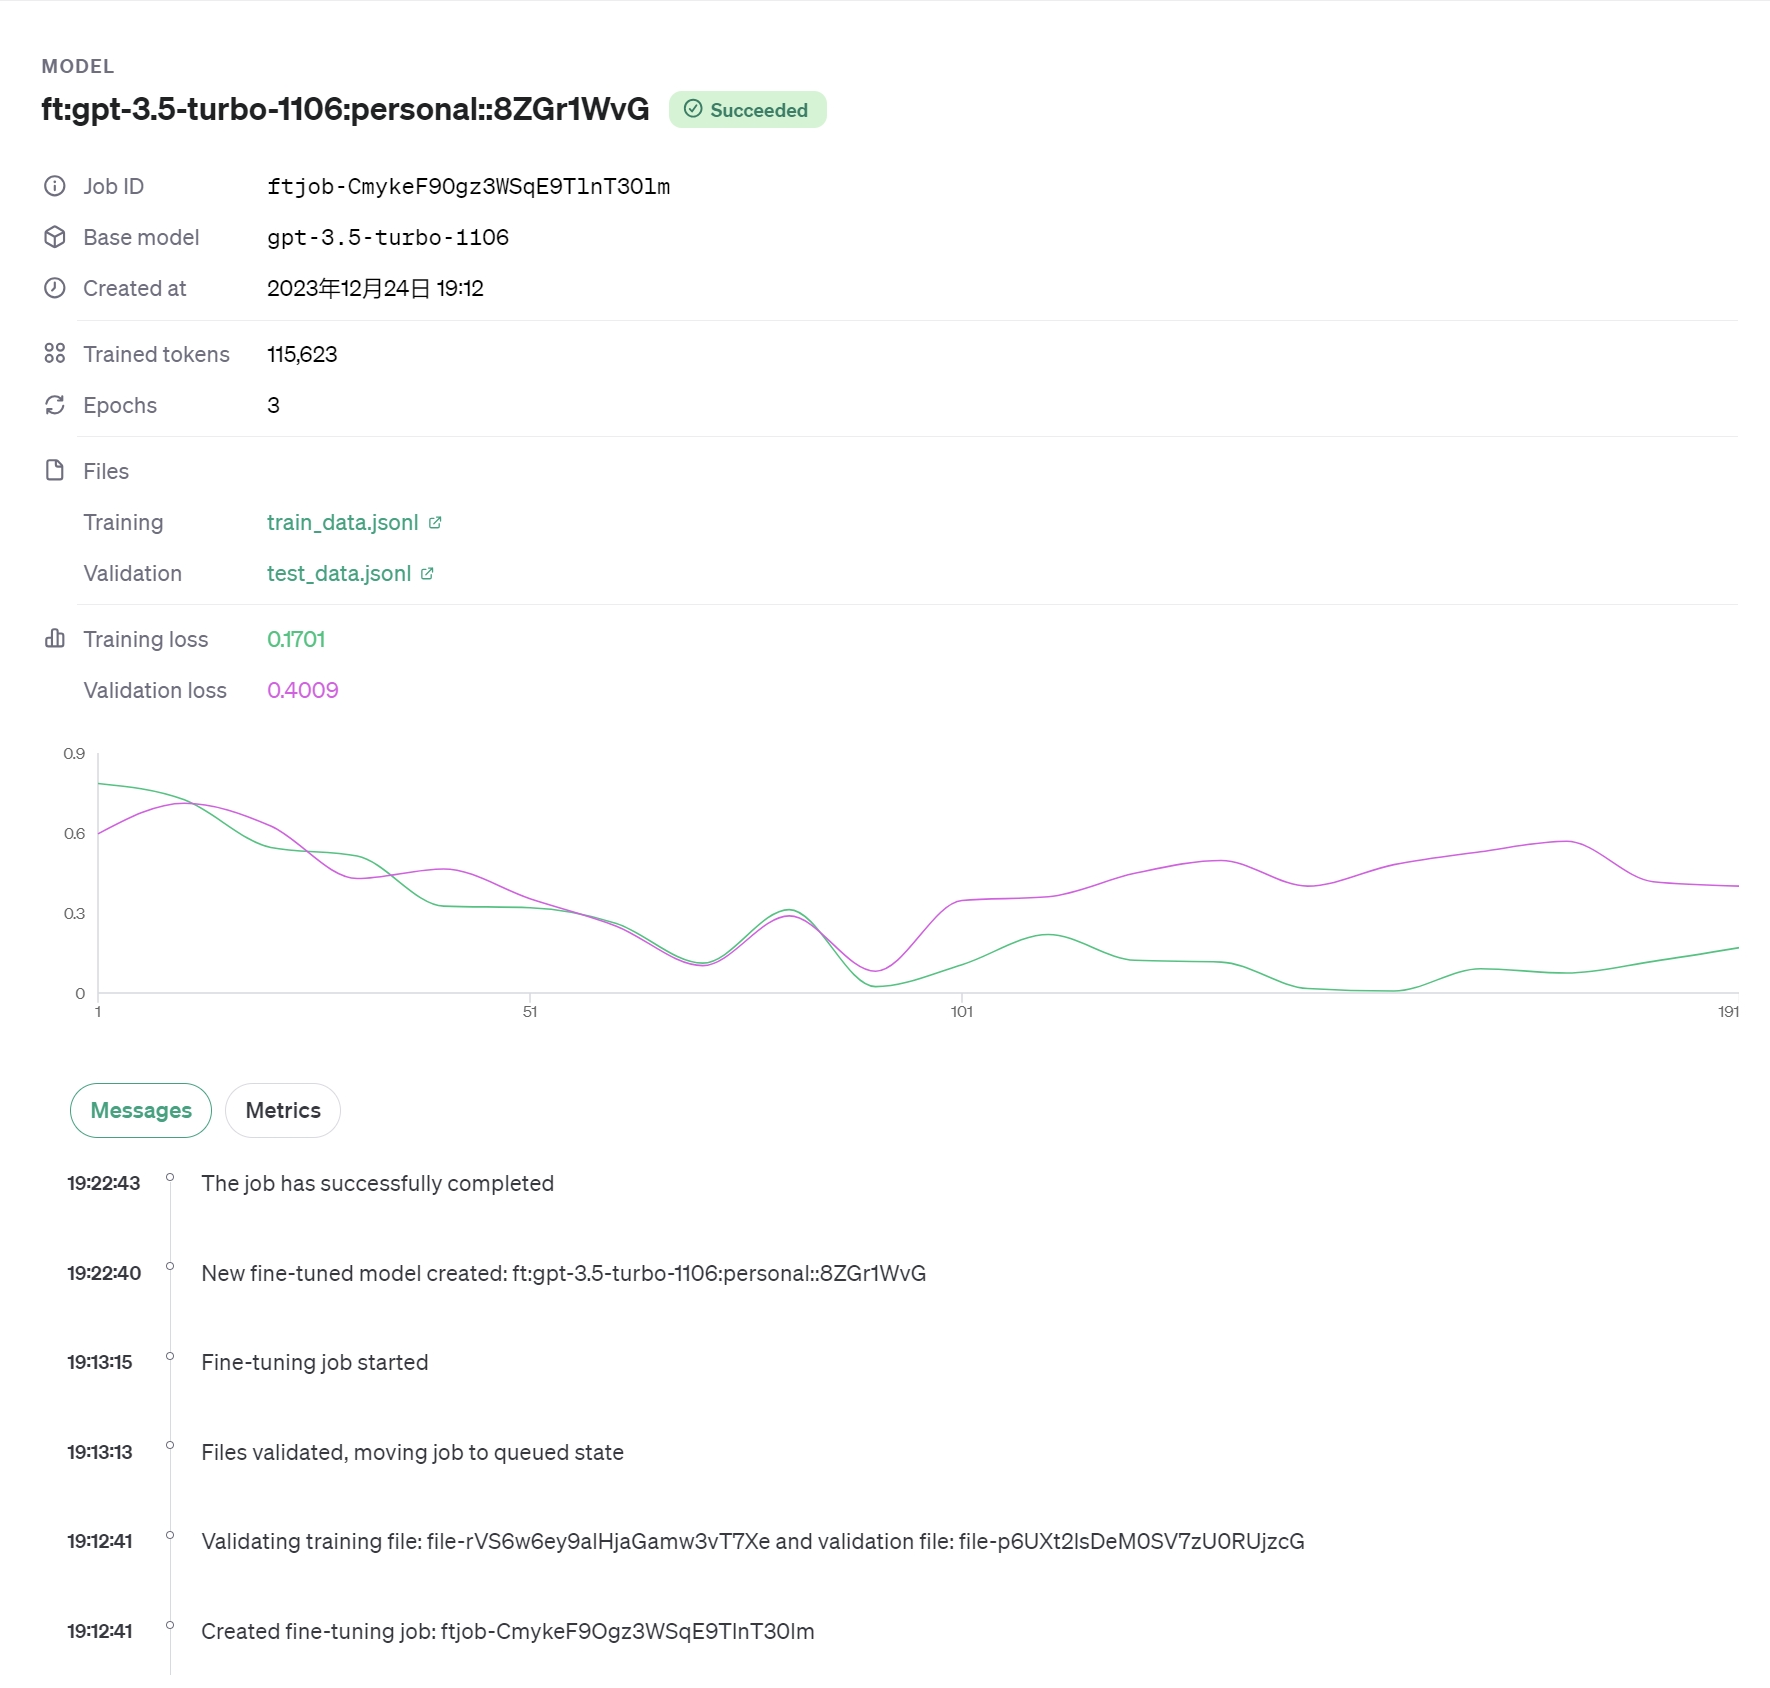 MODEL
ft:gpt-3.5-turbo-1106:personal::8ZGr1WvG Succeeded
Job ID ftjob-CmykeF9Ogz3WSqE9TlnT3Olm
Base model gpt-3.5-turbo-1106
Created at 2023年12月24日 19:12
Trained tokens 115,623
Epochs 3
Files
Training train_data.jsonl
Validation test_data.jsonl
Training loss 0.1701
Validation loss 0.4009
0.9
0.6
0.3
0
1 51 101 191
Messages Metrics
19:22:43 The job has successfully completed
19:22:40 New fine-tuned model created: ft:gpt-3.5-turbo-1106:personal::8ZGr1WvG
19:13:15 Fine-tuning job started
19:13:13 Files validated, moving job to queued state
19:12:41 Validating training file: file-rVS6w6ey9alHjaGamw3vT7Xe and validation file: file-p6UXt2lsDeM0SV7zU0RUjzcG
19:12:41 Created fine-tuning job: ftjob-CmykeF9Ogz3WSqE9TlnT3Olm